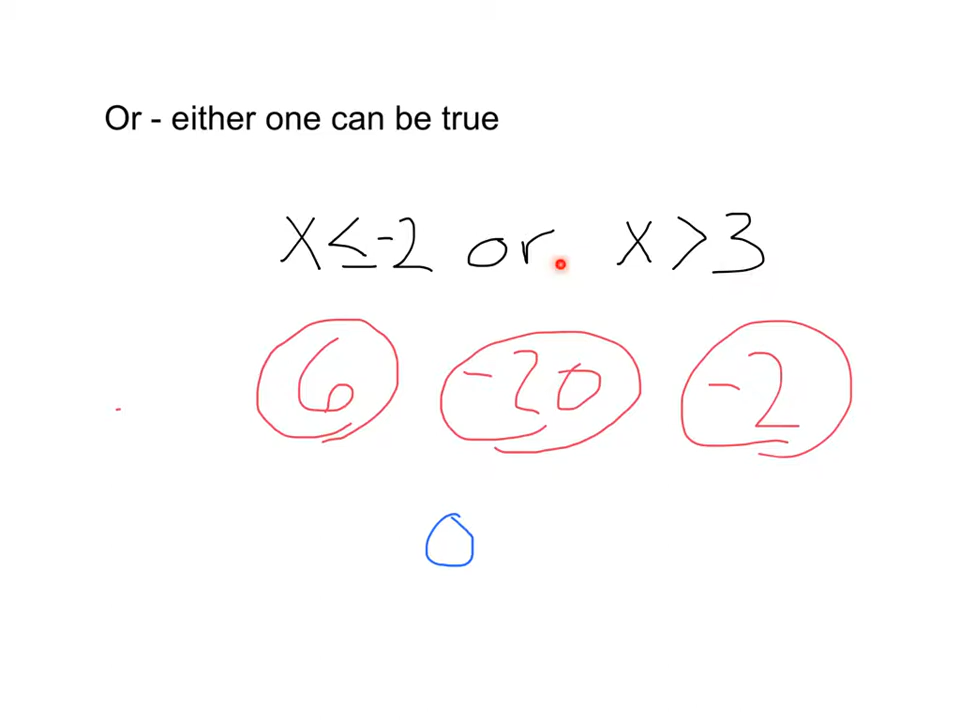 Or - either one can be true
x ≤ -2 or x > 3
6 -20 -2
0